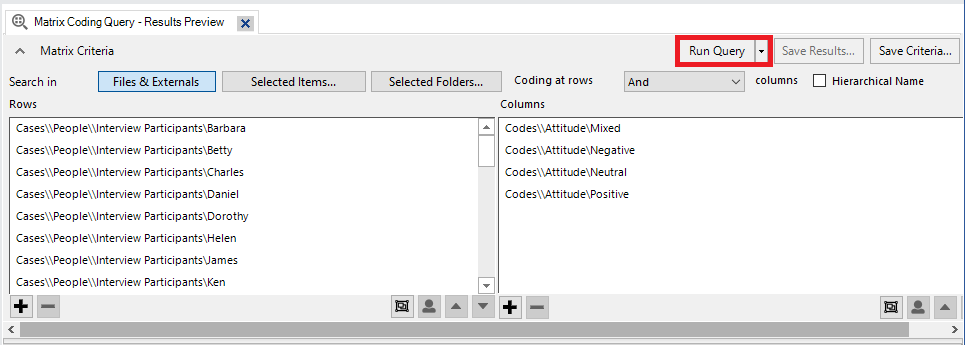 Matrix Coding Query - Results Preview
Matrix Criteria
Run Query
Save Results...
Save Criteria...
Search in
Files & Externals
Selected Items...
Selected Folders...
Coding at rows
And
columns
Hierarchical Name
Rows
Columns
Cases\\People\\Interview Participants\Barbara
Cases\\People\\Interview Participants\Betty
Cases\\People\\Interview Participants\Charles
Cases\\People\\Interview Participants\Daniel
Cases\\People\\Interview Participants\Dorothy
Cases\\People\\Interview Participants\Helen
Cases\\People\\Interview Participants\James
Cases\\People\\Interview Participants\Ken
Codes\\Attitude\Mixed
Codes\\Attitude\Negative
Codes\\Attitude\Neutral
Codes\\Attitude\Positive